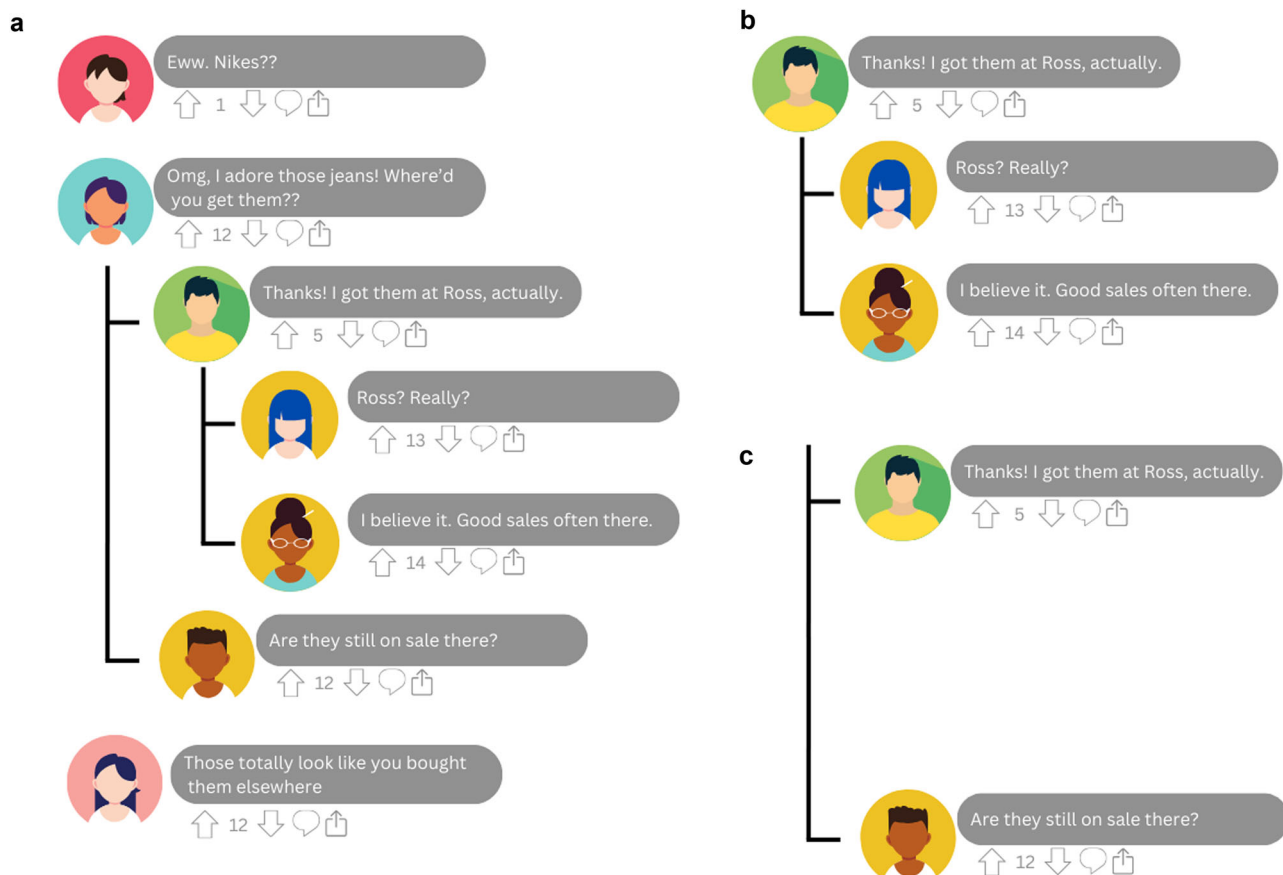 a
Eww. Nikes??
1
Omg, I adore those jeans! Where'd
you get them??
12
Thanks! I got them at Ross, actually.
5
Ross? Really?
13
I believe it. Good sales often there.
14
Are they still on sale there?
12
Those totally look like you bought
them elsewhere
12
b
Thanks! I got them at Ross, actually.
5
Ross? Really?
13
I believe it. Good sales often there.
14
c
Thanks! I got them at Ross, actually.
5
Are they still on sale there?
12